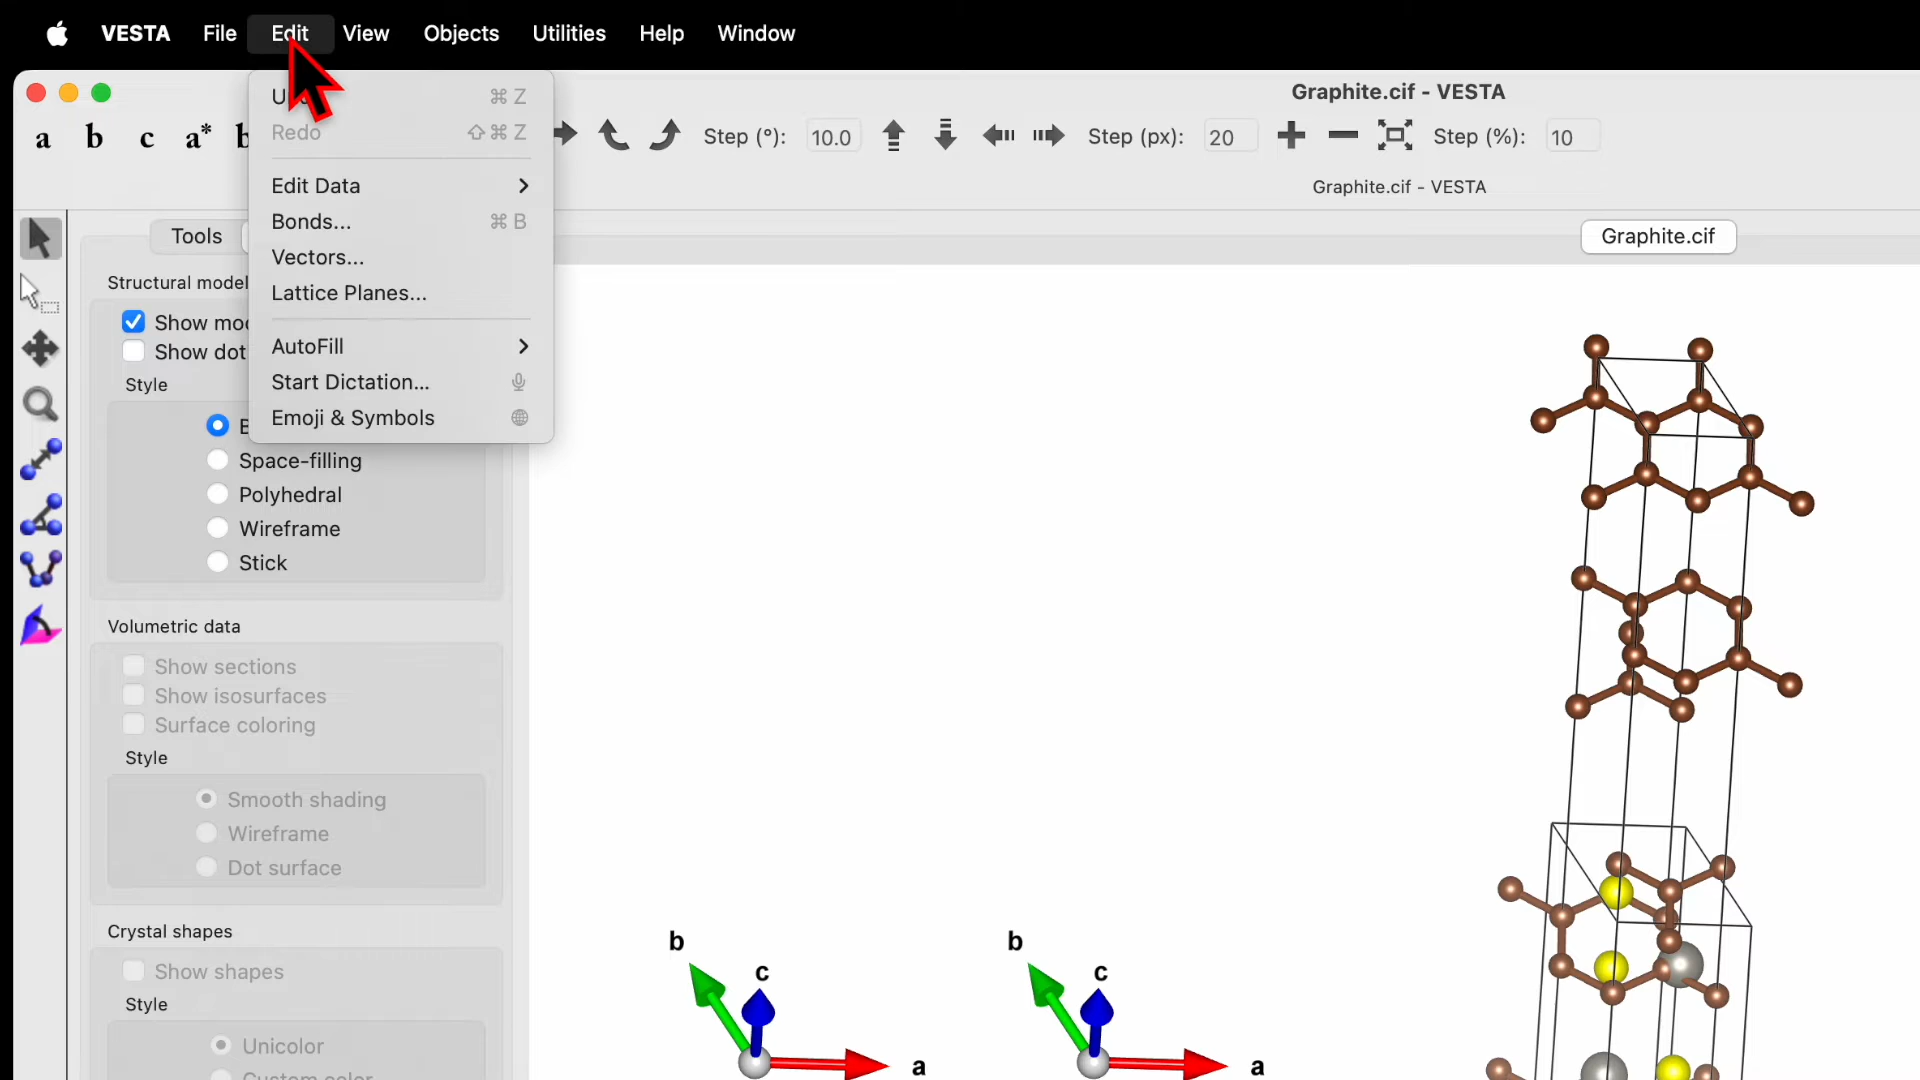 VESTA File Edit View Objects Utilities Help Window
Graphite.cif - VESTA
⌘ Z
Redo ⇧ ⌘ Z
a b c a*
Step (°): 10.0
Step (px): 20
Step (%): 10
Graphite.cif - VESTA
Edit Data
Bonds... ⌘ B
Vectors...
Lattice Planes...
AutoFill
Start Dictation...
Emoji & Symbols
Tools
Graphite.cif
Structural model
Show
Show
Style
Space-filling
Polyhedral
Wireframe
Stick
Volumetric data
Show sections
Show isosurfaces
Surface coloring
Style
Smooth shading
Wireframe
Dot surface
Crystal shapes
Show shapes
Style
Unicolor
Custom color
b
c
a
b
c
a